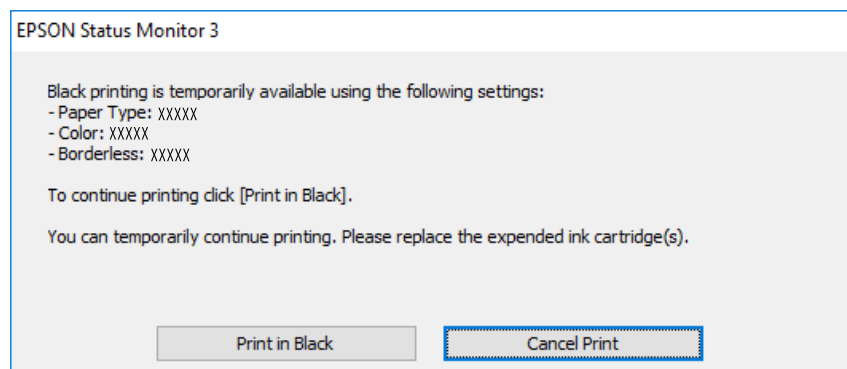 EPSON Status Monitor 3
Black printing is temporarily available using the following settings:
- Paper Type: XXXXX
- Color: XXXXX
- Borderless: XXXXX
To continue printing click [Print in Black].
You can temporarily continue printing. Please replace the expended ink cartridge(s).
Print in Black
Cancel Print